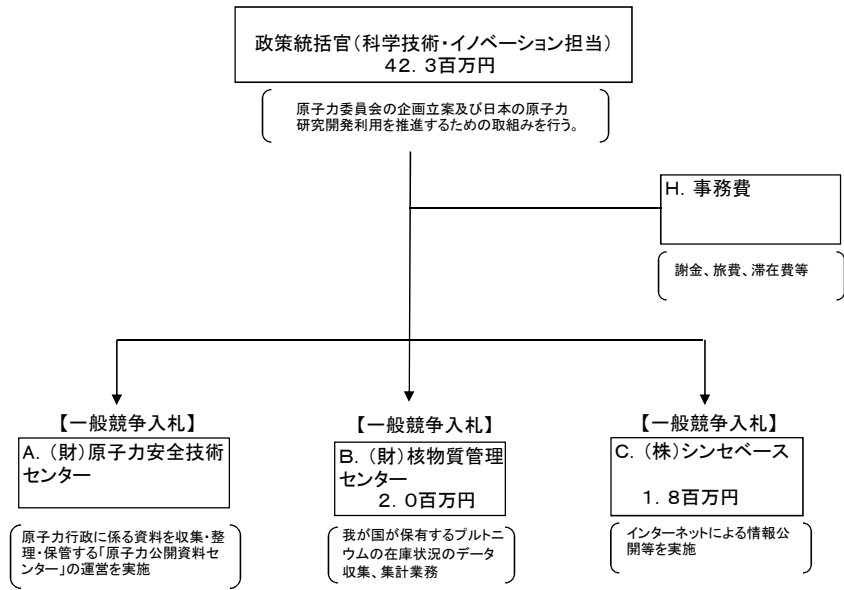 政策統括官(科学技術・イノベーション担当)
42.3百万円
原子力委員会の企画立案及び日本の原子力
研究開発利用を推進するための取組みを行う。
H.事務費
謝金、旅費、滞在費等
【一般競争入札】
A.(財)原子力安全技術
センター
原子力行政に係る資料を収集・整
理・保管する「原子力公開資料セ
ンター」の運営を実施
【一般競争入札】
B.(財)核物質管理
センター
2.0百万円
我が国が保有するプルトニ
ウムの在庫状況のデータ
収集、集計業務
【一般競争入札】
C.(株)シンセベース
1.8百万円
インターネットによる情報公
開等を実施